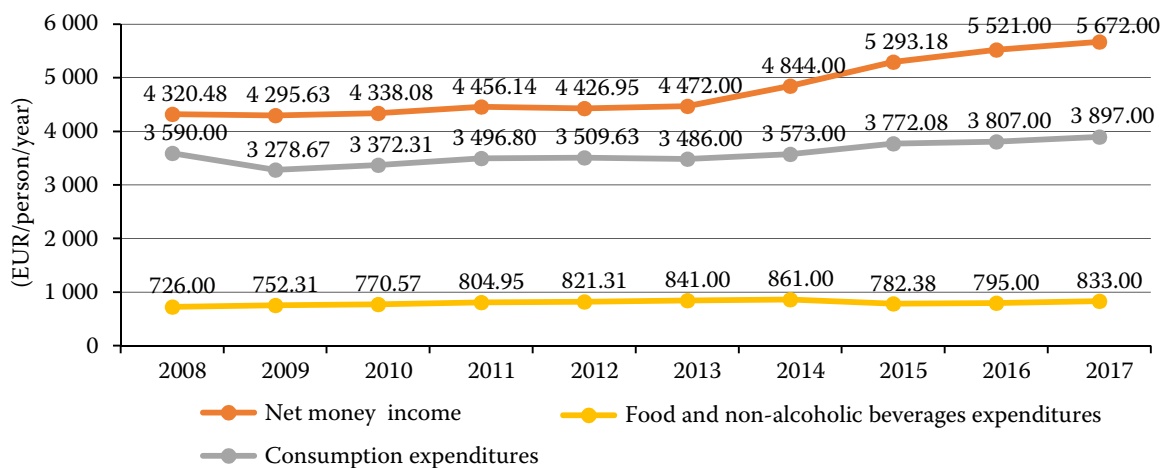 (EUR/person/year)
6 000
5 000
4 000
3 000
2 000
1 000
0
4 320.48 4 295.63 4 338.08 4 456.14 4 426.95 4 472.00 4 844.00 5 293.18 5 521.00 5 672.00
3 590.00 3 278.67 3 372.31 3 496.80 3 509.63 3 486.00 3 573.00 3 772.08 3 807.00 3 897.00
726.00 752.31 770.57 804.95 821.31 841.00 861.00 782.38 795.00 833.00
2008 2009 2010 2011 2012 2013 2014 2015 2016 2017
Net money income
Food and non-alcoholic beverages expenditures
Consumption expenditures